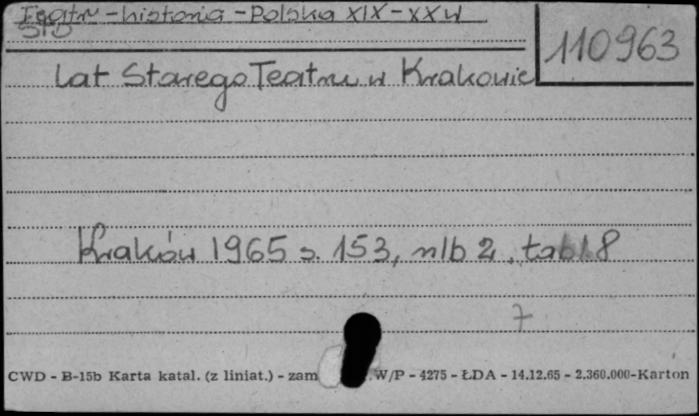 Teatr - historia - Polska XIX-XX w
STO
110963
Lat Starego Teatru w Krakowie
Kraków 1965 s. 153, nlb 2, tabl. 8
7
CWD - B-15b Karta katal. (z liniat.) - zam W/P - 4275 - ŁDA - 14.12.65 - 2.360.000-Karton